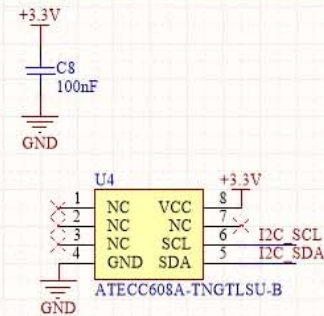 +3.3V
C8
100nF
GND
U4
+3.3V
1 NC VCC 8
2 NC NC 7
3 NC SCL 6 I2C_SCL
4 GND SDA 5 I2C_SDA
ATECC608A-TNGTLSU-B
GND